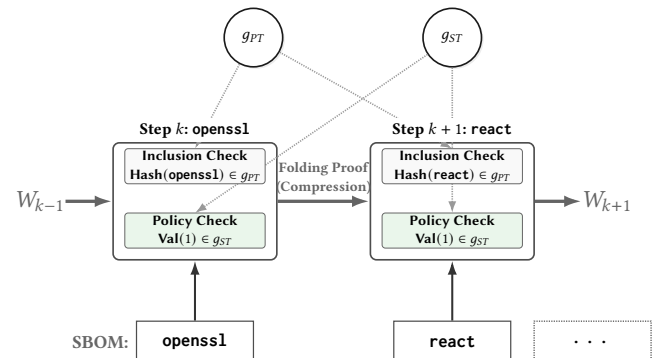 g_PT
g_ST
Step k: openssl
Step k + 1: react
Inclusion Check
Hash(openssl) ∈ g_PT
Folding Proof
(Compression)
Inclusion Check
Hash(react) ∈ g_PT
W_k−1
W_k+1
Policy Check
Val(1) ∈ g_ST
Policy Check
Val(1) ∈ g_ST
SBOM:
openssl
react
. . .